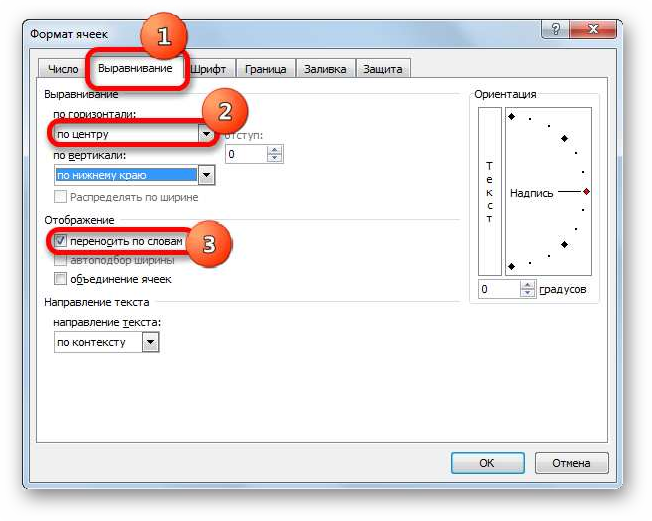 Формат ячеек
1
Число Выравнивание Шрифт Граница Заливка Защита
Выравнивание
по горизонтали:
2
по центру
отступ:
по вертикали:
0
по нижнему краю
Распределять по ширине
Отображение
переносить по словам
3
автоподбор ширины
объединение ячеек
Направление текста
направление текста:
по контексту
Ориентация
Текст
Надпись
0 градусов
ОК Отмена